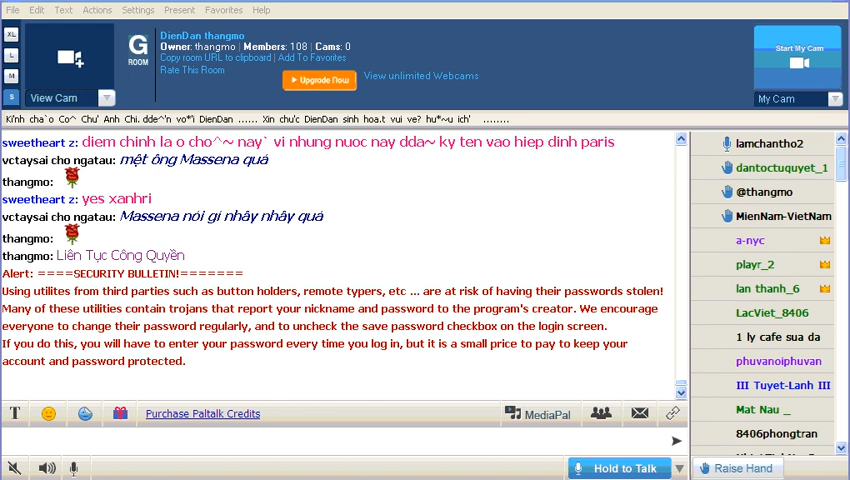 File Edit Text Actions Settings Present Favorites Help
XL
L
M
S
View Cam
G
ROOM
DienDan thangmo
Owner: thangmo | Members: 108 | Cams: 0
Copy room URL to clipboard | Add To Favorites
Rate This Room
Upgrade Now
View unlimited Webcams
Start My Cam
My Cam
Ki'nh cha`o Co^ Chu' Anh Chi. dde^'n vo*'i DienDan ...... Xin chu'c DienDan sinh hoa.t vui ve? hu*~u ich' ........
sweetheart z: diem chinh la o cho^~ nay` vi nhung nuoc nay dda~ ky ten vao hiep dinh paris
vctaysai cho ngatau: mệt ông Massena quá
thangmo:
sweetheart z: yes xanhri
vctaysai cho ngatau: Massena nói gì nhây nhây quá
thangmo:
thangmo: Liên Tục Công Quyền
Alert: ====SECURITY BULLETIN!=======
Using utilites from third parties such as button holders, remote typers, etc ... are at risk of having their passwords stolen!
Many of these utilities contain trojans that report your nickname and password to the program's creator. We encourage
everyone to change their password regularly, and to uncheck the save password checkbox on the login screen.
If you do this, you will have to enter your password every time you log in, but it is a small price to pay to keep your
account and password protected.
lamchantho2
dantoctuquyet_1
@thangmo
MienNam-VietNam
a-nyc
playr_2
lan thanh_6
LacViet_8406
1 ly cafe sua da
phuvanoiphuvan
III Tuyet-Lanh III
Mat Nau _
8406phongtran
T
Purchase Paltalk Credits
MediaPal
Hold to Talk
Raise Hand